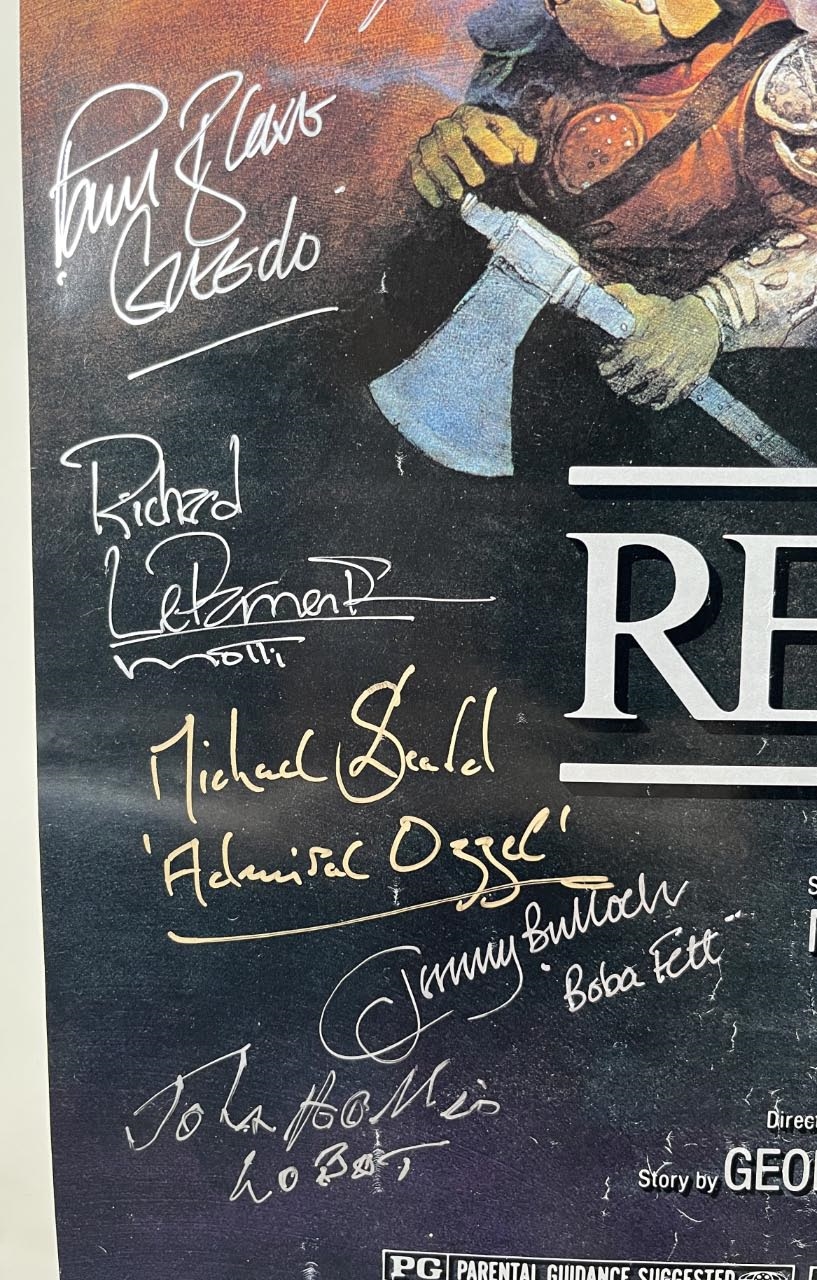 Paul Blake
Greedo
Richard
LeParmentier
Motti
RE
Michael Sheard
'Admiral Ozzel'
Jeremy Bulloch
"Boba Fett"
John Hollis
LOBOT
Direct
Story by GEO
PG PARENTAL GUIDANCE SUGGESTED